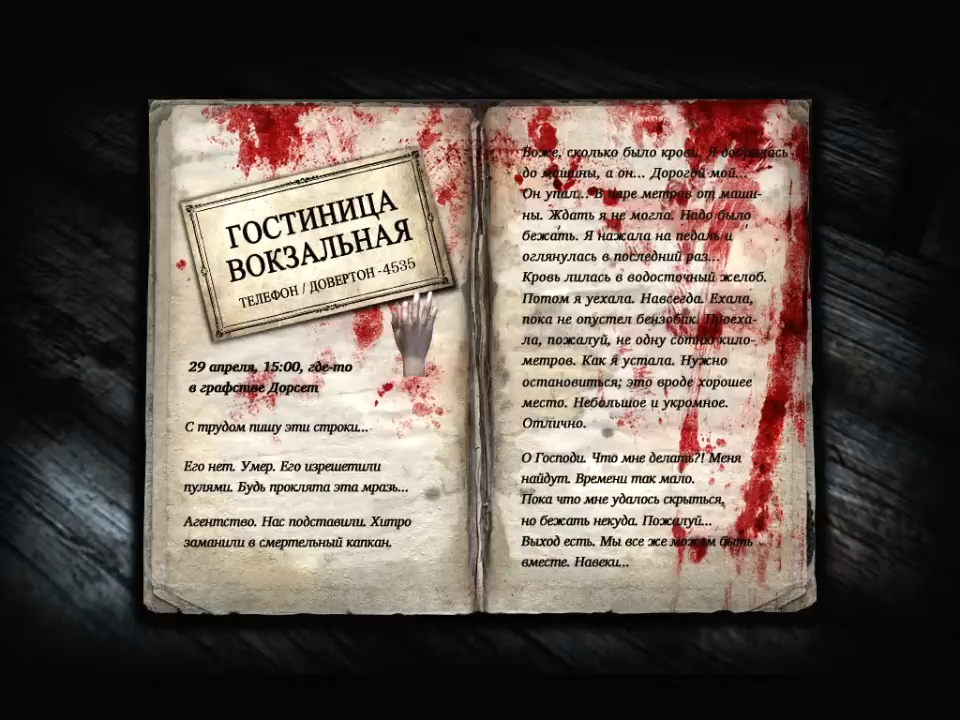 ГОСТИНИЦА
ВОКЗАЛЬНАЯ
ТЕЛЕФОН / ДОВЕРТОН -4535
29 апреля, 15:00, где-то
в графстве Дорсет
С трудом пишу эти строки...
Его нет. Умер. Его изрешетили
пулями. Будь проклята эта мразь...
Агентство. Нас подставили. Хитро
заманили в смертельный капкан.
Боже, сколько было крови. Я добралась
до машины, а он... Дорогой мой...
Он упал... В паре метров от маши-
ны. Ждать я не могла. Надо было
бежать. Я нажала на педаль и
оглянулась в последний раз...
Кровь лилась в водосточный желоб.
Потом я уехала. Навсегда. Ехала,
пока не опустел бензобак. Проеха-
ла, пожалуй, не одну сотню кило-
метров. Как я устала. Нужно
остановиться; это вроде хорошее
место. Небольшое и укромное.
Отлично.
О Господи. Что мне делать?! Меня
найдут. Времени так мало.
Пока что мне удалось скрыться,
но бежать некуда. Пожалуй...
Выход есть. Мы все же можем быть
вместе. Навеки...